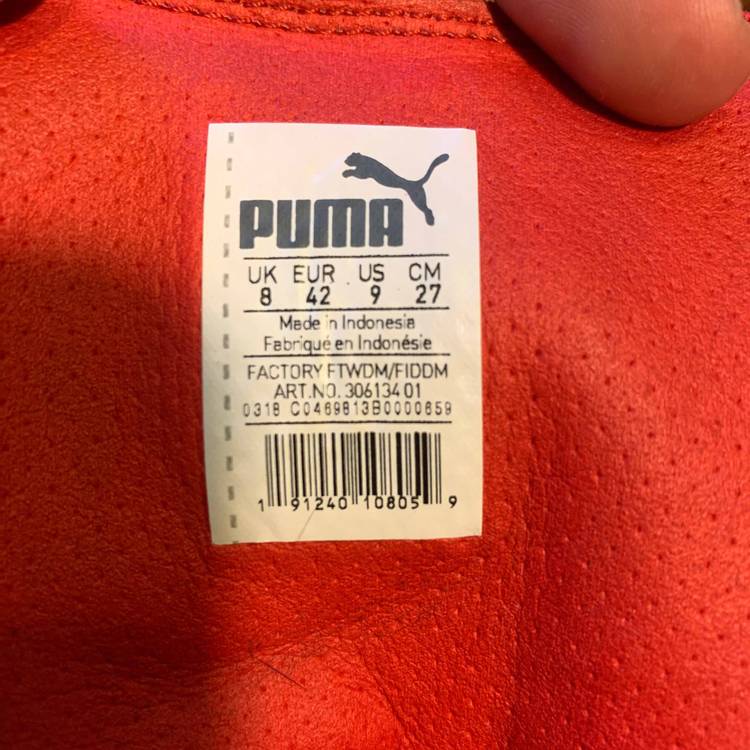 PUMA
UK EUR US CM
8 42 9 27
Made in Indonesia
Fabriqué en Indonésie
FACTORY FTWDM/FIDDM
ART.NO. 306134 01
0318 C0469813B0000659
1 91240 10805 9